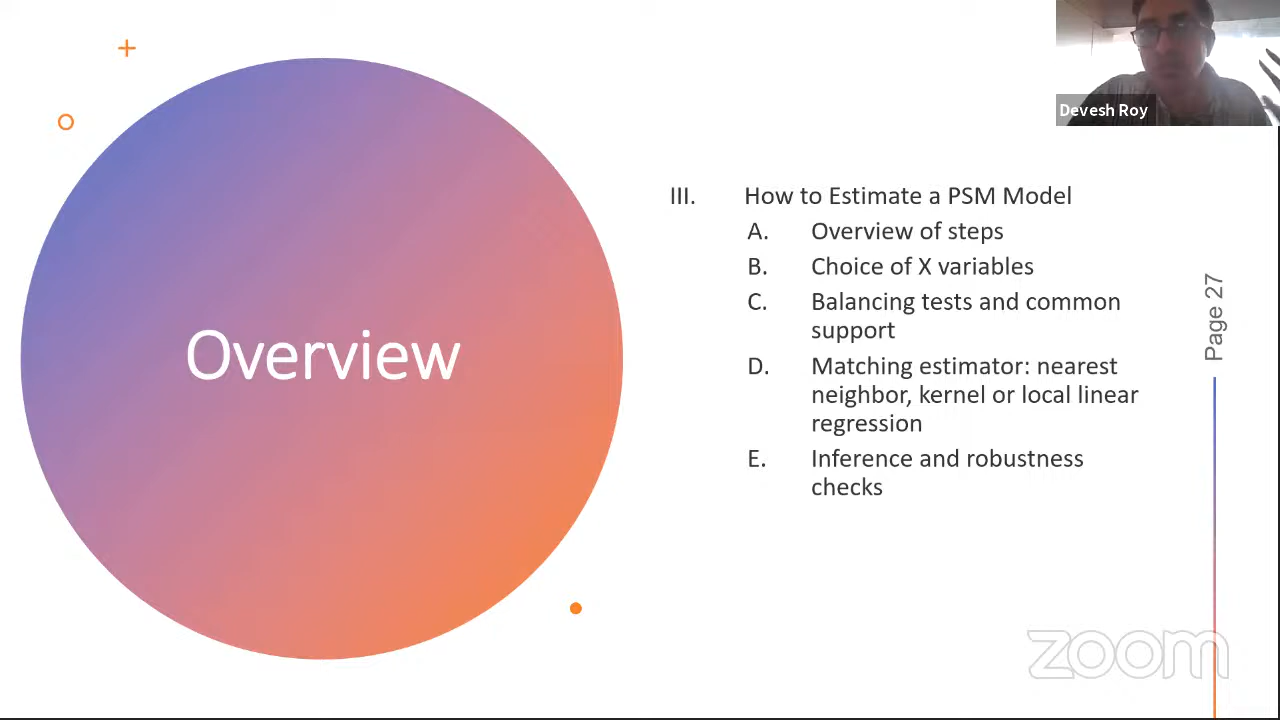 Devesh Roy
Overview
III. How to Estimate a PSM Model
A. Overview of steps
B. Choice of X variables
C. Balancing tests and common
support
D. Matching estimator: nearest
neighbor, kernel or local linear
regression
E. Inference and robustness
checks
Page 27
zoom